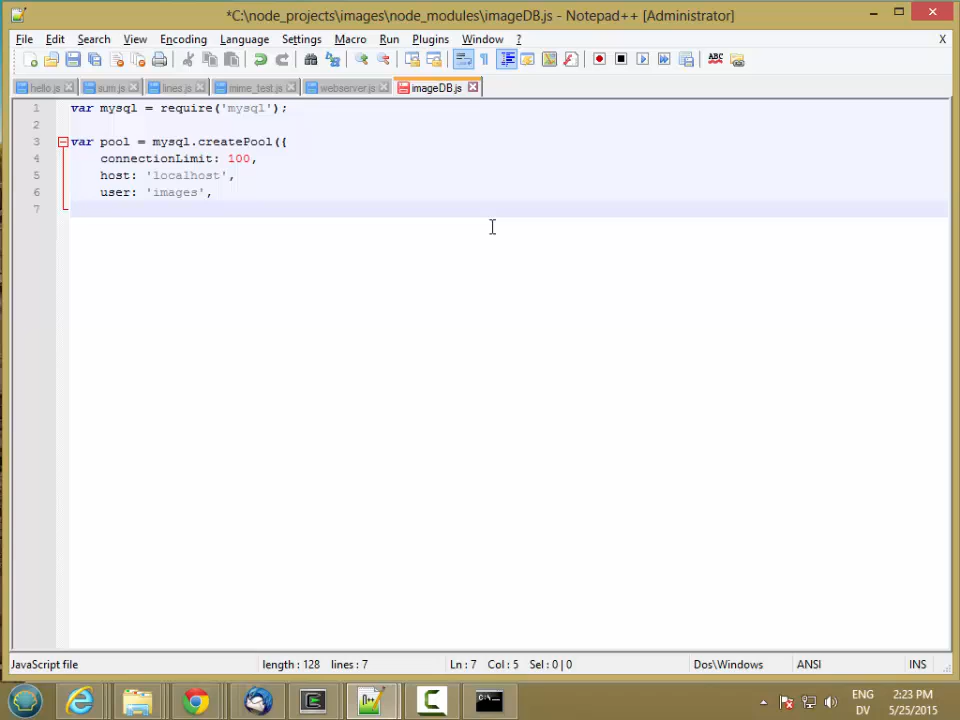 *C:\node_projects\images\node_modules\imageDB.js - Notepad++ [Administrator]
File Edit Search View Encoding Language Settings Macro Run Plugins Window ? X
hello.js sum.js lines.js mime_test.js webserver.js imageDB.js
1 var mysql = require('mysql');
2
3 var pool = mysql.createPool({
4 connectionLimit: 100,
5 host: 'localhost',
6 user: 'images',
7
JavaScript file length : 128 lines : 7 Ln : 7 Col : 5 Sel : 0 | 0 Dos\Windows ANSI INS
ENG 2:23 PM
DV 5/25/2015